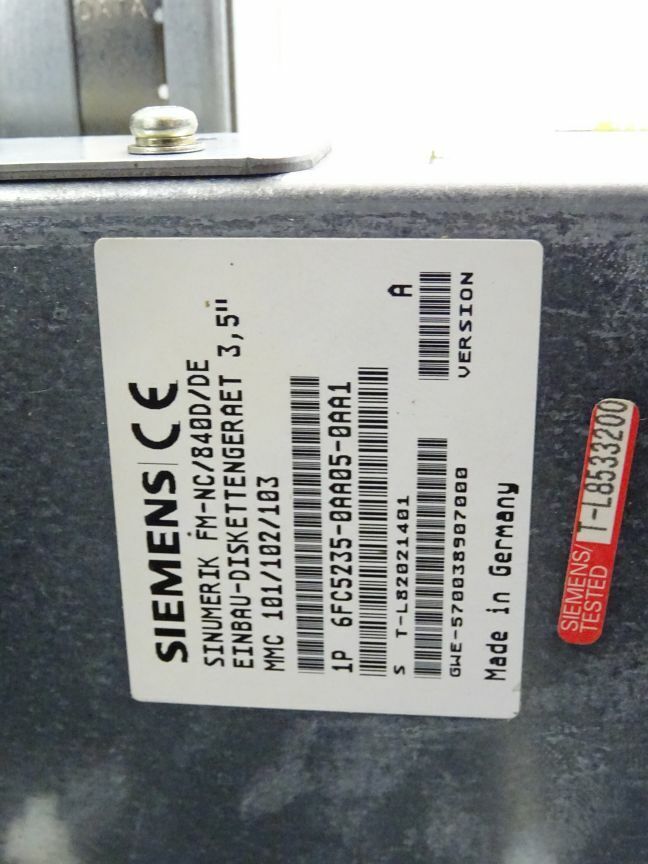 DATA
SIEMENS CE
SINUMERIK FM-NC/840D/DE
EINBAU-DISKETTENGERAET 3,5"
MMC 101/102/103
1P 6FC5235-0AA05-0AA1
S T-L82021401
A
VERSION
GWE-570038907000
Made in Germany
SIEMENS/
TESTED
T-L8533200